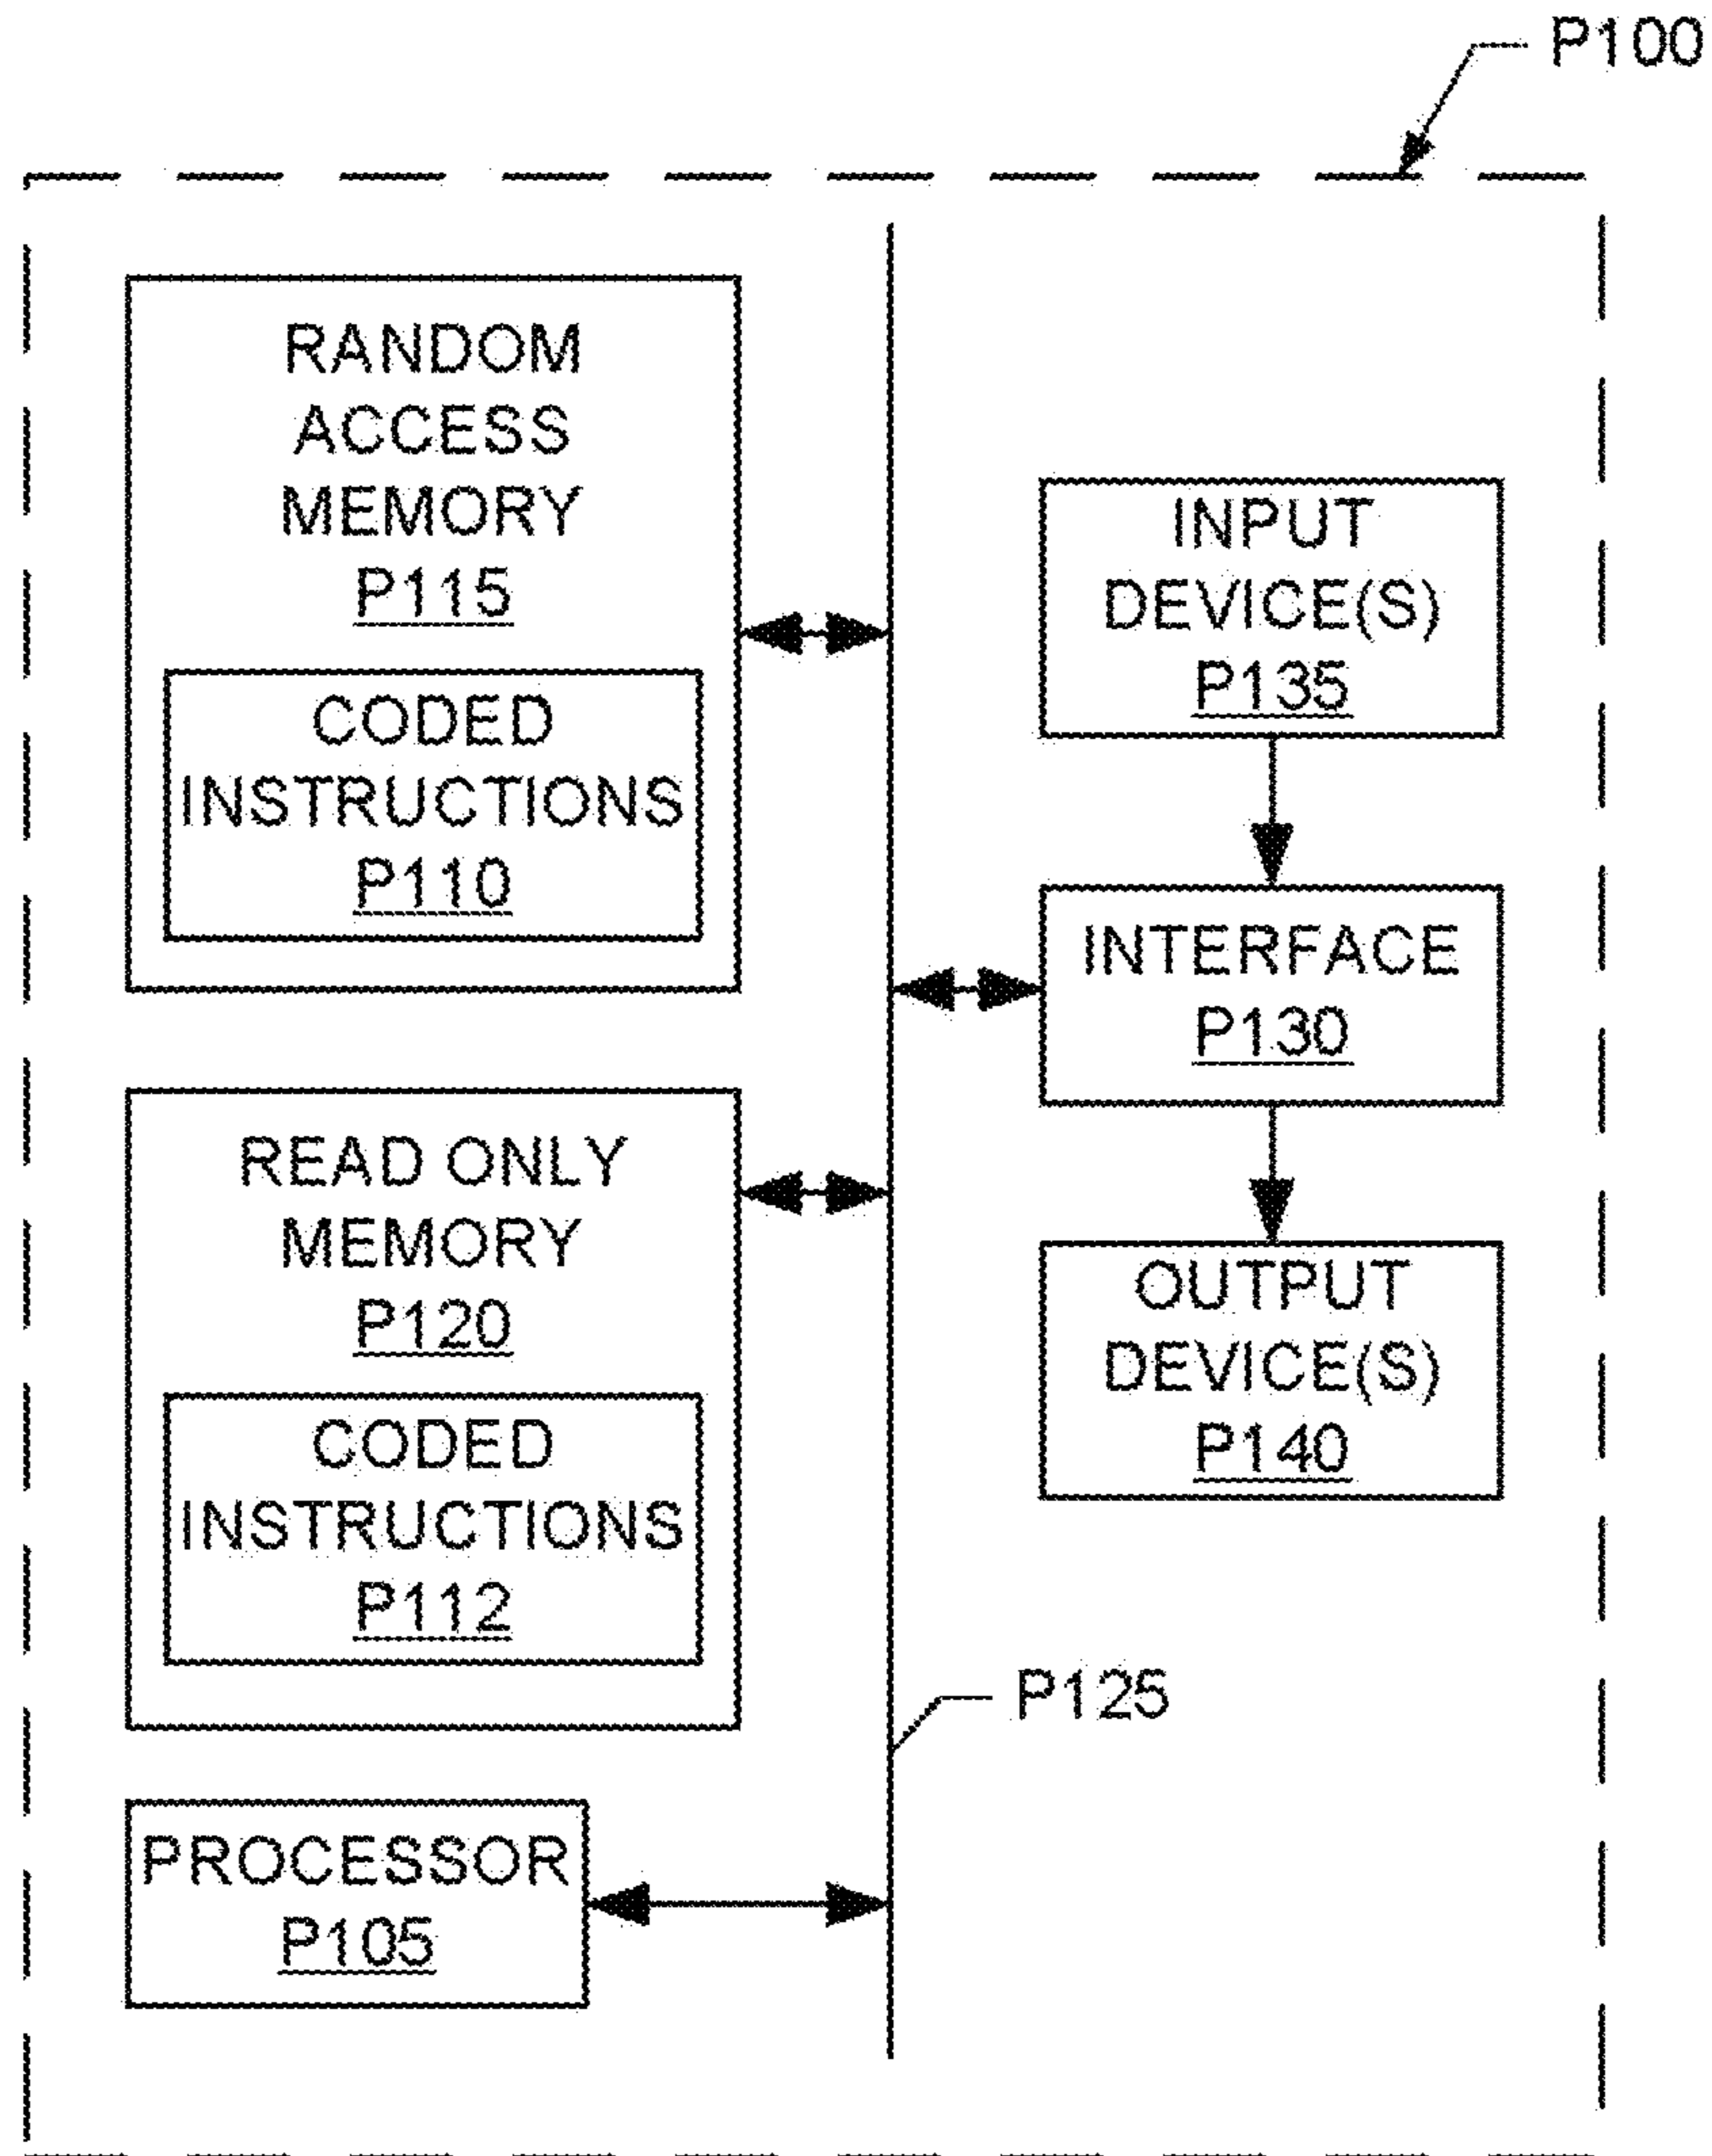 P100
RANDOM
ACCESS
MEMORY
P115
CODED
INSTRUCTIONS
P110
READ ONLY
MEMORY
P120
CODED
INSTRUCTIONS
P112
PROCESSOR
P105
INPUT
DEVICE(S)
P135
INTERFACE
P130
OUTPUT
DEVICE(S)
P140
P125